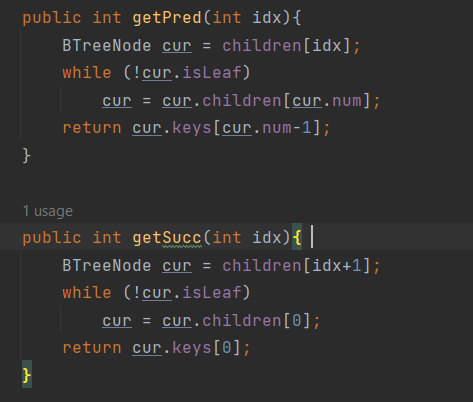 public int getPred(int idx){
    BTreeNode cur = children[idx];
    while (!cur.isLeaf)
        cur = cur.children[cur.num];
    return cur.keys[cur.num-1];
}
1 usage
public int getSucc(int idx){
    BTreeNode cur = children[idx+1];
    while (!cur.isLeaf)
        cur = cur.children[0];
    return cur.keys[0];
}